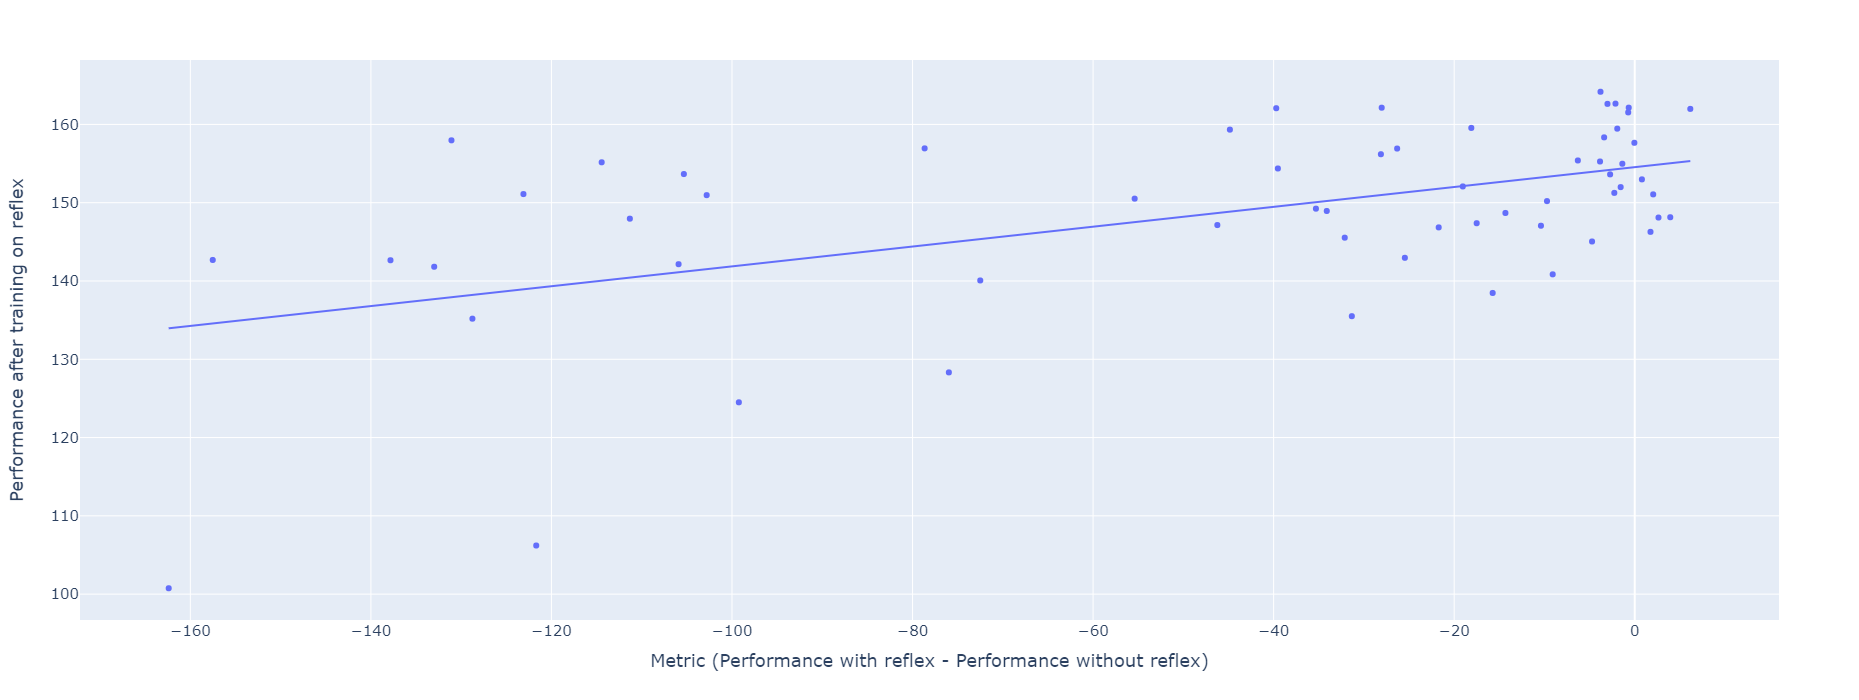 Performance after training on reflex
160
150
140
130
120
110
100
−160 −140 −120 −100 −80 −60 −40 −20 0
Metric (Performance with reflex - Performance without reflex)